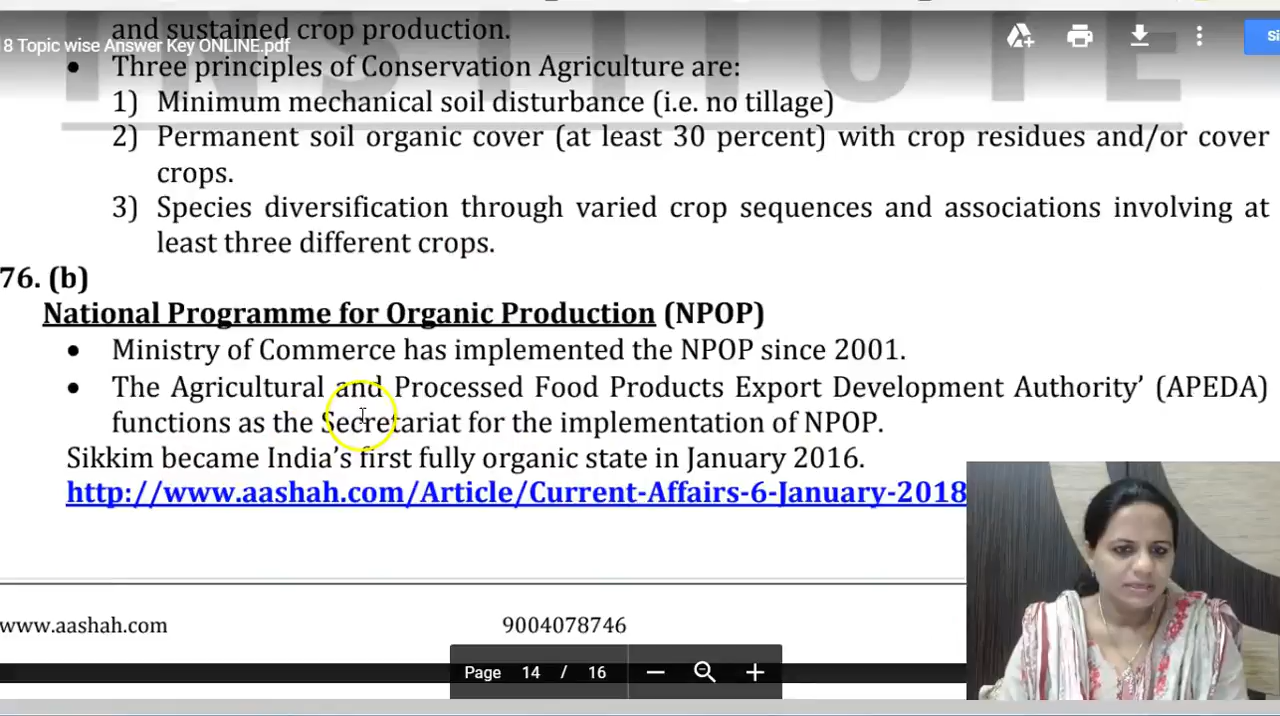 and sustained crop production.
8 Topic wise Answer Key ONLINE.pdf
INSTITUTE
• Three principles of Conservation Agriculture are:
1) Minimum mechanical soil disturbance (i.e. no tillage)
2) Permanent soil organic cover (at least 30 percent) with crop residues and/or cover
crops.
3) Species diversification through varied crop sequences and associations involving at
least three different crops.
76. (b)
National Programme for Organic Production (NPOP)
• Ministry of Commerce has implemented the NPOP since 2001.
• The Agricultural and Processed Food Products Export Development Authority’ (APEDA)
functions as the Secretariat for the implementation of NPOP.
Sikkim became India’s first fully organic state in January 2016.
http://www.aashah.com/Article/Current-Affairs-6-January-2018
www.aashah.com 9004078746
Page 14 / 16